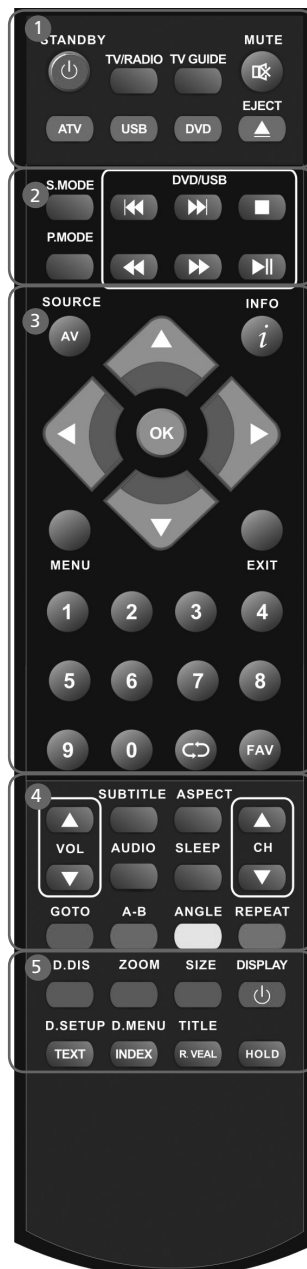 1
STANDBY MUTE
TV/RADIO TV GUIDE
EJECT
ATV USB DVD
2
S.MODE DVD/USB
P.MODE
SOURCE INFO
3
AV i
OK
MENU EXIT
1 2 3 4
5 6 7 8
9 0 FAV
4
SUBTITLE ASPECT
VOL AUDIO SLEEP CH
GOTO A-B ANGLE REPEAT
5
D.DIS ZOOM SIZE DISPLAY
D.SETUP D.MENU TITLE
TEXT INDEX R.VEAL HOLD